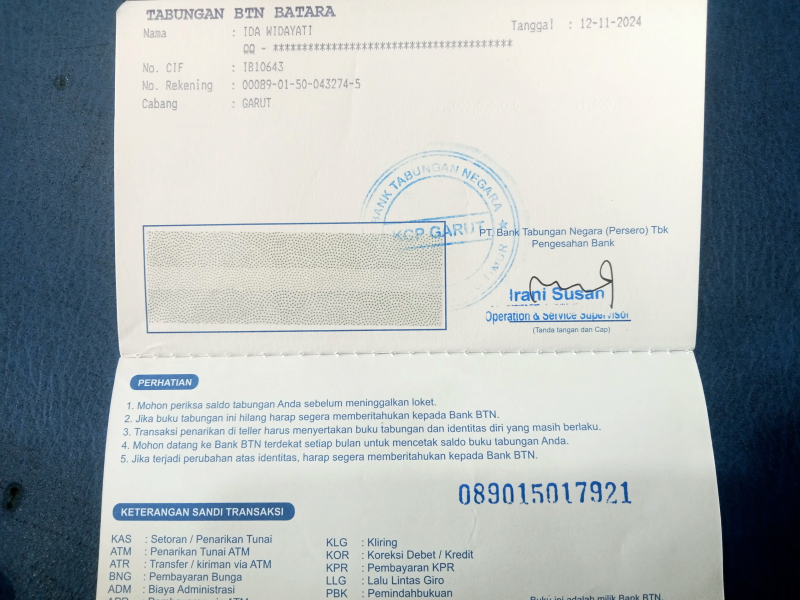 TABUNGAN BTN BATARA
Tanggal : 12-11-2024
Nama : IDA WIDAYATI
QQ - ****************************************
No. CIF : I810643
No. Rekening : 00089-01-50-043274-5
Cabang : GARUT
BANK TABUNGAN NEGARA
KCP GARUT
PT. Bank Tabungan Negara (Persero) Tbk
Pengesahan Bank
Irani Susan
Operation & Service Supervisor
(Tanda tangan dan Cap)
PERHATIAN
1. Mohon periksa saldo tabungan Anda sebelum meninggalkan loket.
2. Jika buku tabungan ini hilang harap segera memberitahukan kepada Bank BTN.
3. Transaksi penarikan di teller harus menyertakan buku tabungan dan identitas diri yang masih berlaku.
4. Mohon datang ke Bank BTN terdekat setiap bulan untuk mencetak saldo buku tabungan Anda.
5. Jika terjadi perubahan atas identitas, harap segera memberitahukan kepada Bank BTN.
089015017921
KETERANGAN SANDI TRANSAKSI
KAS : Setoran / Penarikan Tunai
ATM : Penarikan Tunai ATM
ATR : Transfer / kiriman via ATM
BNG : Pembayaran Bunga
ADM : Biaya Administrasi
KLG : Kliring
KOR : Koreksi Debet / Kredit
KPR : Pembayaran KPR
LLG : Lalu Lintas Giro
PBK : Pemindahbukuan
Buku ini adalah milik Bank BTN.